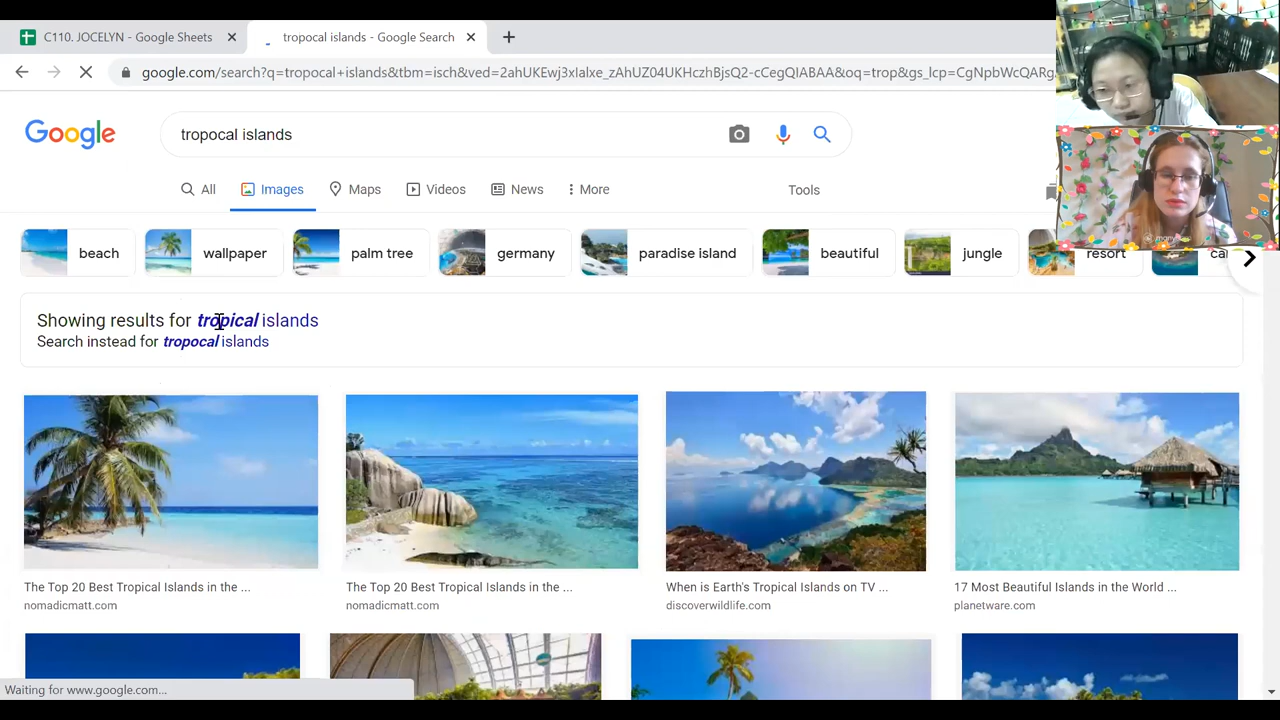 C110. JOCELYN - Google Sheets
tropocal islands - Google Search
google.com/search?q=tropocal+islands&tbm=isch&ved=2ahUKEwj3xIalxe_zAhUZ04UKHczhBjsQ2-cCegQIABAA&oq=trop&gs_lcp=CgNpbWcQARg
Google
tropocal islands
All Images Maps Videos News More Tools
beach wallpaper palm tree germany paradise island beautiful jungle resort
Showing results for tropical islands
Search instead for tropocal islands
The Top 20 Best Tropical Islands in the ...
nomadicmatt.com
The Top 20 Best Tropical Islands in the ...
nomadicmatt.com
When is Earth's Tropical Islands on TV ...
discoverwildlife.com
17 Most Beautiful Islands in the World ...
planetware.com
Waiting for www.google.com...